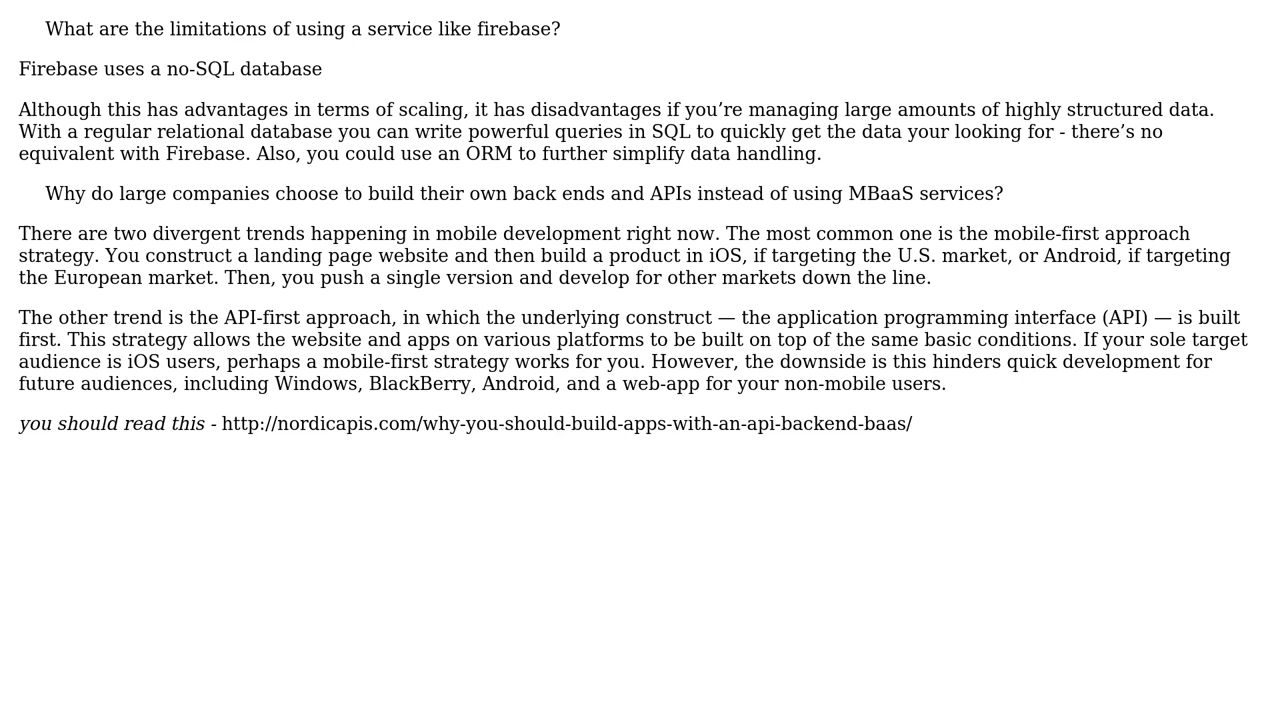 What are the limitations of using a service like firebase?
Firebase uses a no-SQL database
Although this has advantages in terms of scaling, it has disadvantages if you’re managing large amounts of highly structured data.
With a regular relational database you can write powerful queries in SQL to quickly get the data your looking for - there’s no
equivalent with Firebase. Also, you could use an ORM to further simplify data handling.
Why do large companies choose to build their own back ends and APIs instead of using MBaaS services?
There are two divergent trends happening in mobile development right now. The most common one is the mobile-first approach
strategy. You construct a landing page website and then build a product in iOS, if targeting the U.S. market, or Android, if targeting
the European market. Then, you push a single version and develop for other markets down the line.
The other trend is the API-first approach, in which the underlying construct — the application programming interface (API) — is built
first. This strategy allows the website and apps on various platforms to be built on top of the same basic conditions. If your sole target
audience is iOS users, perhaps a mobile-first strategy works for you. However, the downside is this hinders quick development for
future audiences, including Windows, BlackBerry, Android, and a web-app for your non-mobile users.
you should read this - http://nordicapis.com/why-you-should-build-apps-with-an-api-backend-baas/